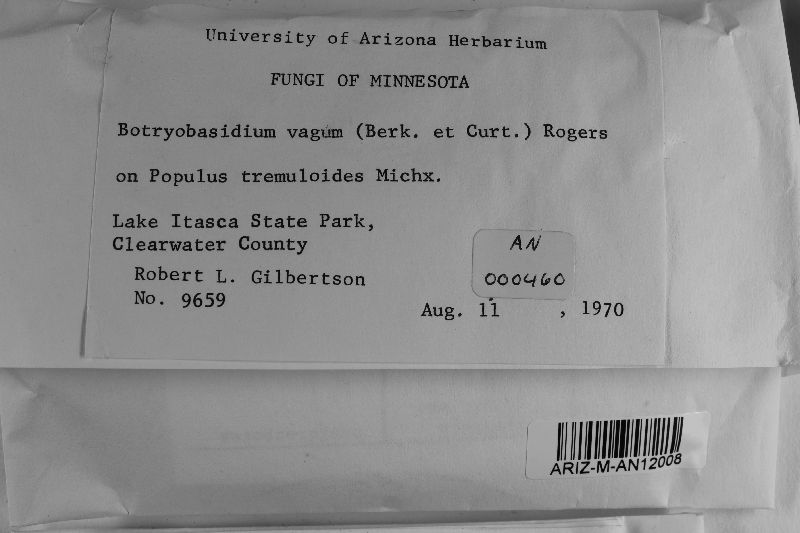 University of Arizona Herbarium
FUNGI OF MINNESOTA
Botryobasidium vagum (Berk. et Curt.) Rogers
on Populus tremuloides Michx.
Lake Itasca State Park,
Clearwater County
AN
000460
Robert L. Gilbertson
No. 9659
Aug. 11 , 1970
ARIZ-M-AN12008